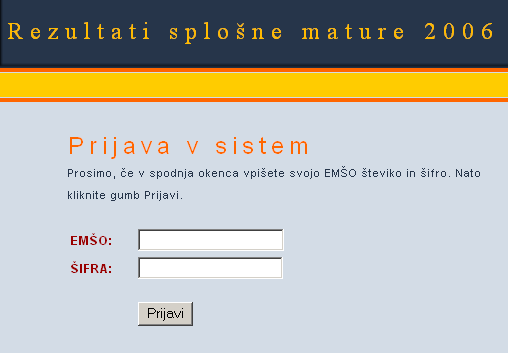 Rezultati splošne mature 2006
Prijava v sistem
Prosimo, če v spodnja okenca vpišete svojo EMŠO številko in šifro. Nato
kliknite gumb Prijavi.
EMŠO:
ŠIFRA:
Prijavi